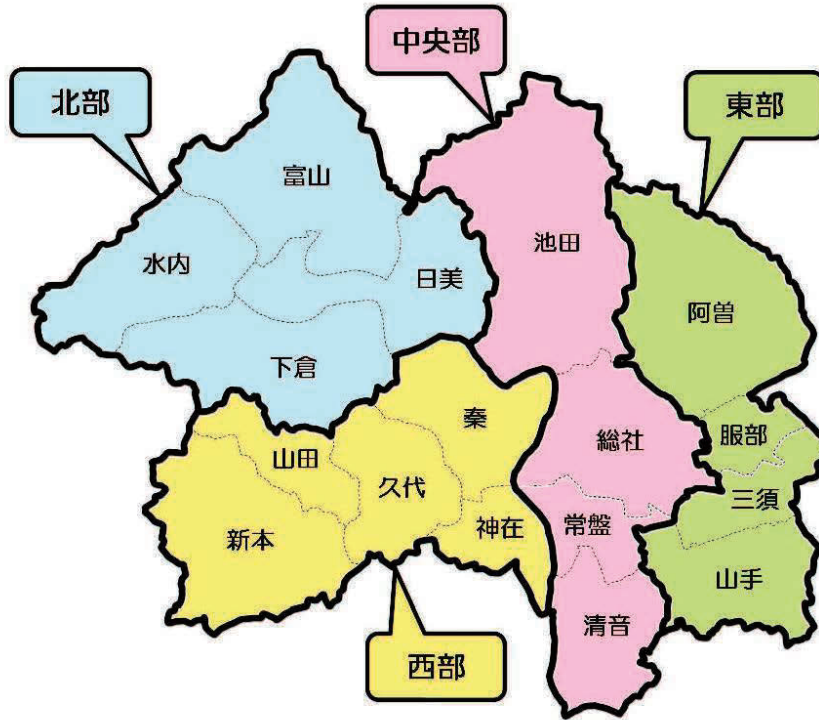 中央部
北部
東部
富山
池田
水内
日美
阿曽
下倉
秦
総社
服部
山田
久代
三須
新本
神在
常盤
山手
清音
西部